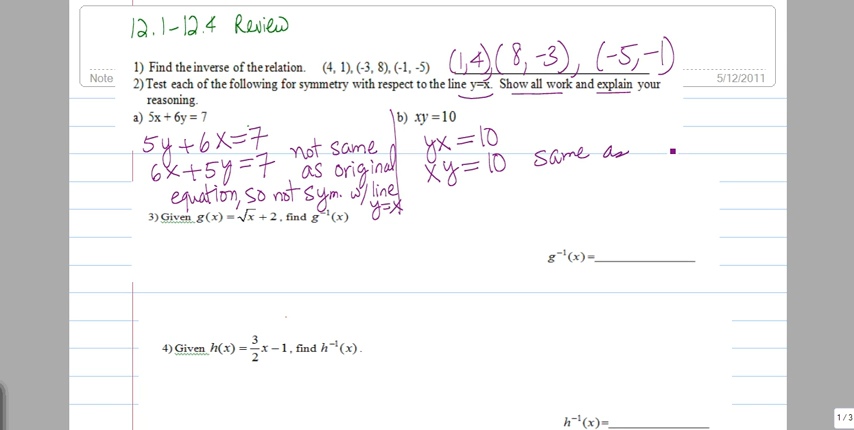 12.1-12.4 Review
1) Find the inverse of the relation. (4, 1), (-3, 8), (-1, -5) (1,4) (8, -3), (-5, -1)
Note
5/12/2011
2) Test each of the following for symmetry with respect to the line y=x. Show all work and explain your
reasoning.
a) 5x + 6y = 7
5y + 6x = 7
6x + 5y = 7 not same
as original
equation, so not sym. w/ line
y=x.
b) xy = 10
yx = 10
xy = 10 same as
3) Given g(x) = √x + 2, find g⁻¹(x)
g⁻¹(x) =
4) Given h(x) = 3/2 x − 1, find h⁻¹(x).
h⁻¹(x)=
1 / 3